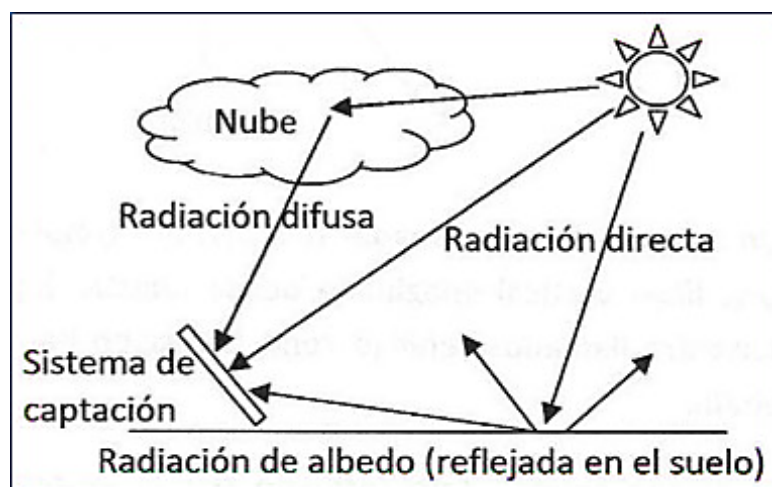 Nube
Radiación difusa
Radiación directa
Sistema de
captación
Radiación de albedo (reflejada en el suelo)